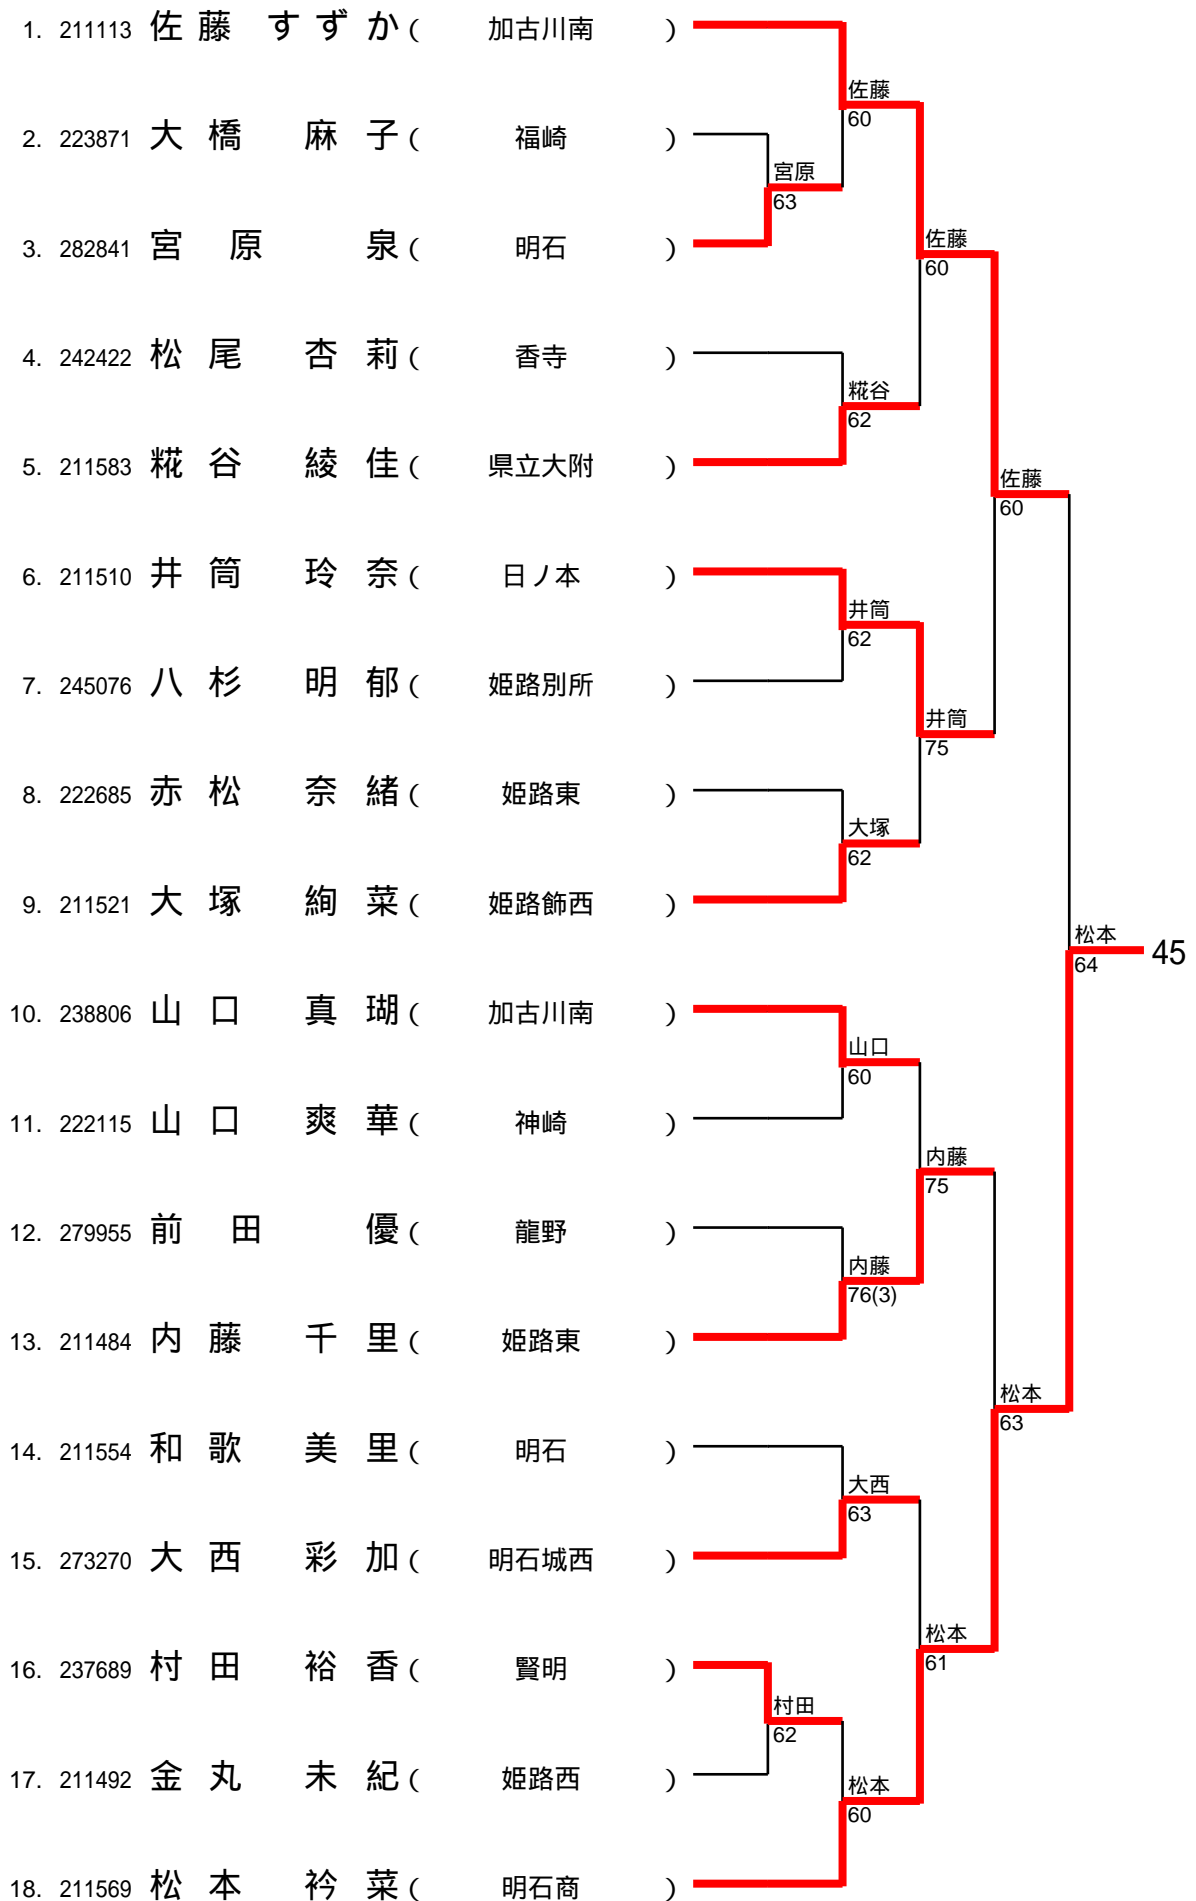 1. 211113 佐藤 すずか ( 加古川南 )
佐藤
60
2. 223871 大橋 麻子 ( 福崎 )
宮原
63
佐藤
60
3. 282841 宮原 泉 ( 明石 )
4. 242422 松尾 杏莉 ( 香寺 )
糀谷
62
5. 211583 糀谷 綾佳 ( 県立大附 )
佐藤
60
6. 211510 井筒 玲奈 ( 日ノ本 )
井筒
62
7. 245076 八杉 明郁 ( 姫路別所 )
井筒
75
8. 222685 赤松 奈緒 ( 姫路東 )
大塚
62
9. 211521 大塚 絢菜 ( 姫路飾西 )
松本
64
45
10. 238806 山口 真瑚 ( 加古川南 )
山口
60
11. 222115 山口 爽華 ( 神崎 )
内藤
75
12. 279955 前田 優 ( 龍野 )
内藤
76(3)
13. 211484 内藤 千里 ( 姫路東 )
松本
63
14. 211554 和歌 美里 ( 明石 )
大西
63
15. 273270 大西 彩加 ( 明石城西 )
松本
61
16. 237689 村田 裕香 ( 賢明 )
村田
62
17. 211492 金丸 未紀 ( 姫路西 )
松本
60
18. 211569 松本 衿菜 ( 明石商 )